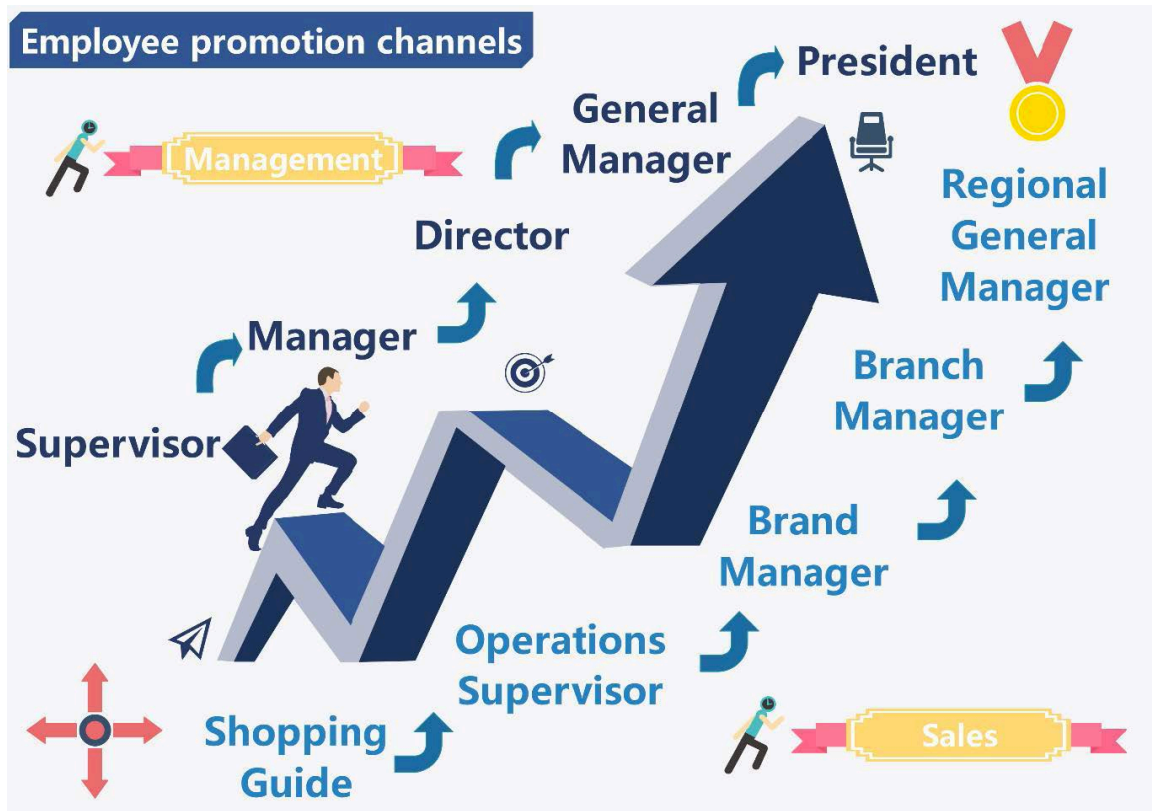 Employee promotion channels
President
General
Manager
Management
Director
Manager
Supervisor
Regional
General
Manager
Branch
Manager
Brand
Manager
Operations
Supervisor
Shopping
Guide
Sales